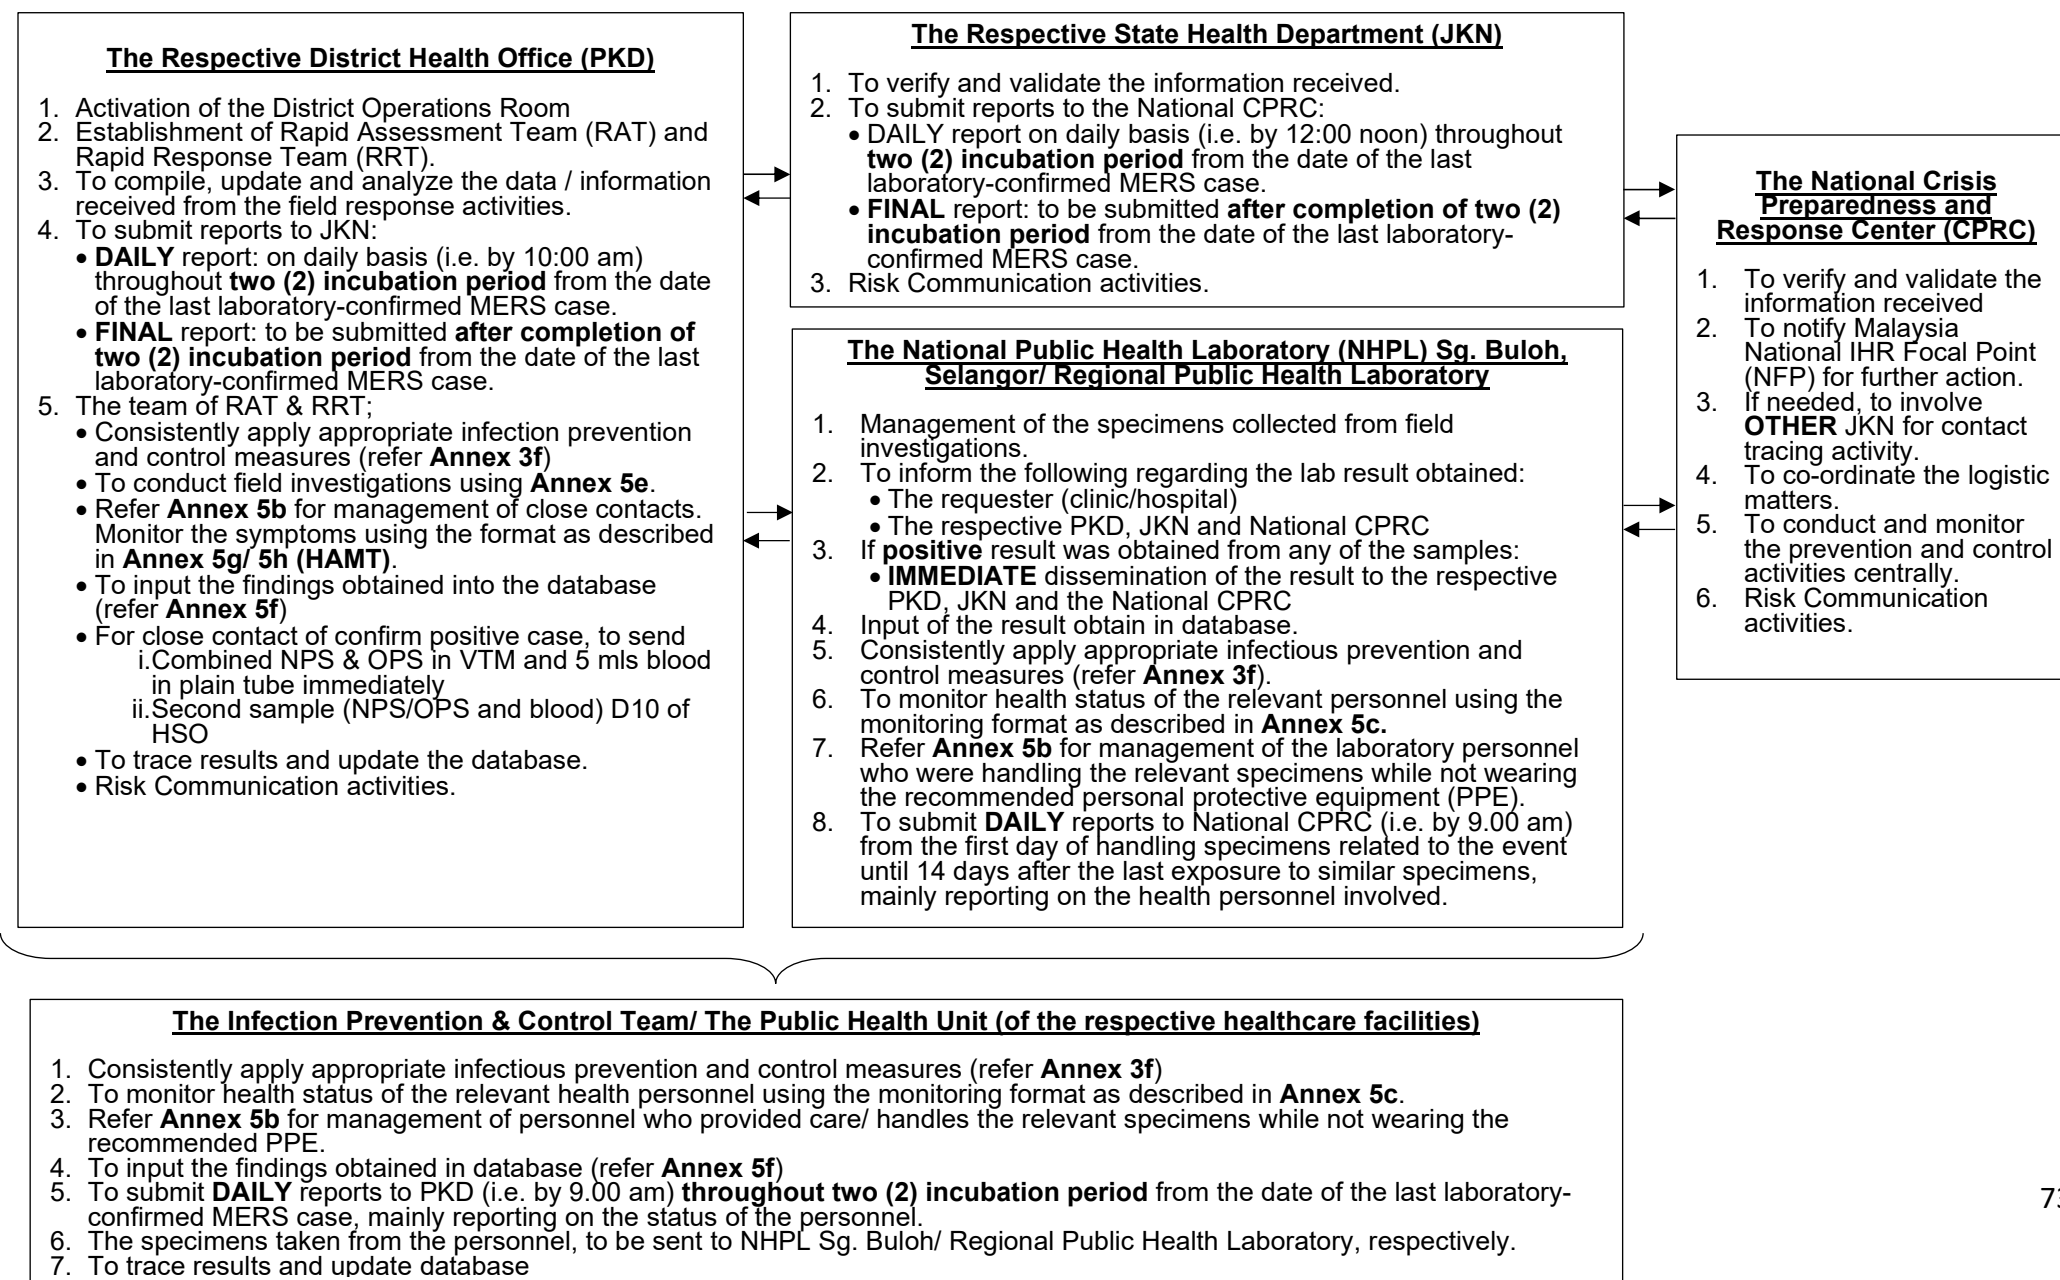 The Respective District Health Office (PKD)
1. Activation of the District Operations Room
2. Establishment of Rapid Assessment Team (RAT) and
Rapid Response Team (RRT).
3. To compile, update and analyze the data / information
received from the field response activities.
4. To submit reports to JKN:
• DAILY report: on daily basis (i.e. by 10:00 am)
throughout two (2) incubation period from the date
of the last laboratory-confirmed MERS case.
• FINAL report: to be submitted after completion of
two (2) incubation period from the date of the last
laboratory-confirmed MERS case.
5. The team of RAT & RRT;
• Consistently apply appropriate infection prevention
and control measures (refer Annex 3f)
• To conduct field investigations using Annex 5e.
• Refer Annex 5b for management of close contacts.
Monitor the symptoms using the format as described
in Annex 5g/ 5h (HAMT).
• To input the findings obtained into the database
(refer Annex 5f)
• For close contact of confirm positive case, to send
i.Combined NPS & OPS in VTM and 5 mls blood
in plain tube immediately
ii.Second sample (NPS/OPS and blood) D10 of
HSO
• To trace results and update the database.
• Risk Communication activities.
The Respective State Health Department (JKN)
1. To verify and validate the information received.
2. To submit reports to the National CPRC:
• DAILY report on daily basis (i.e. by 12:00 noon) throughout
two (2) incubation period from the date of the last
laboratory-confirmed MERS case.
• FINAL report: to be submitted after completion of two (2)
incubation period from the date of the last laboratory-
confirmed MERS case.
3. Risk Communication activities.
The National Public Health Laboratory (NHPL) Sg. Buloh,
Selangor/ Regional Public Health Laboratory
1. Management of the specimens collected from field
investigations.
2. To inform the following regarding the lab result obtained:
• The requester (clinic/hospital)
• The respective PKD, JKN and National CPRC
3. If positive result was obtained from any of the samples:
• IMMEDIATE dissemination of the result to the respective
PKD, JKN and the National CPRC
4. Input of the result obtain in database.
5. Consistently apply appropriate infectious prevention and
control measures (refer Annex 3f).
6. To monitor health status of the relevant personnel using the
monitoring format as described in Annex 5c.
7. Refer Annex 5b for management of the laboratory personnel
who were handling the relevant specimens while not wearing
the recommended personal protective equipment (PPE).
8. To submit DAILY reports to National CPRC (i.e. by 9.00 am)
from the first day of handling specimens related to the event
until 14 days after the last exposure to similar specimens,
mainly reporting on the health personnel involved.
The National Crisis
Preparedness and
Response Center (CPRC)
1. To verify and validate the
information received
2. To notify Malaysia
National IHR Focal Point
(NFP) for further action.
3. If needed, to involve
OTHER JKN for contact
tracing activity.
4. To co-ordinate the logistic
matters.
5. To conduct and monitor
the prevention and control
activities centrally.
6. Risk Communication
activities.
The Infection Prevention & Control Team/ The Public Health Unit (of the respective healthcare facilities)
1. Consistently apply appropriate infectious prevention and control measures (refer Annex 3f)
2. To monitor health status of the relevant health personnel using the monitoring format as described in Annex 5c.
3. Refer Annex 5b for management of personnel who provided care/ handles the relevant specimens while not wearing the
recommended PPE.
4. To input the findings obtained in database (refer Annex 5f)
5. To submit DAILY reports to PKD (i.e. by 9.00 am) throughout two (2) incubation period from the date of the last laboratory-
confirmed MERS case, mainly reporting on the status of the personnel.
6. The specimens taken from the personnel, to be sent to NHPL Sg. Buloh/ Regional Public Health Laboratory, respectively.
7. To trace results and update database